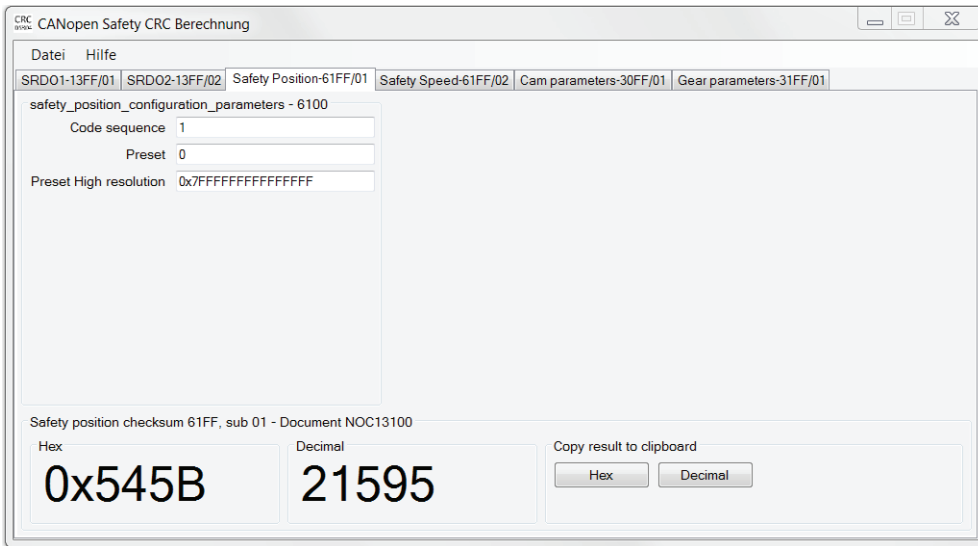 CRC CANopen Safety CRC Berechnung
Datei Hilfe
SRDO1-13FF/01 SRDO2-13FF/02 Safety Position-61FF/01 Safety Speed-61FF/02 Cam parameters-30FF/01 Gear parameters-31FF/01
safety_position_configuration_parameters - 6100
Code sequence 1
Preset 0
Preset High resolution 0x7FFFFFFFFFFFFFFF
Safety position checksum 61FF, sub 01 - Document NOC13100
Hex Decimal Copy result to clipboard
0x545B 21595 Hex Decimal